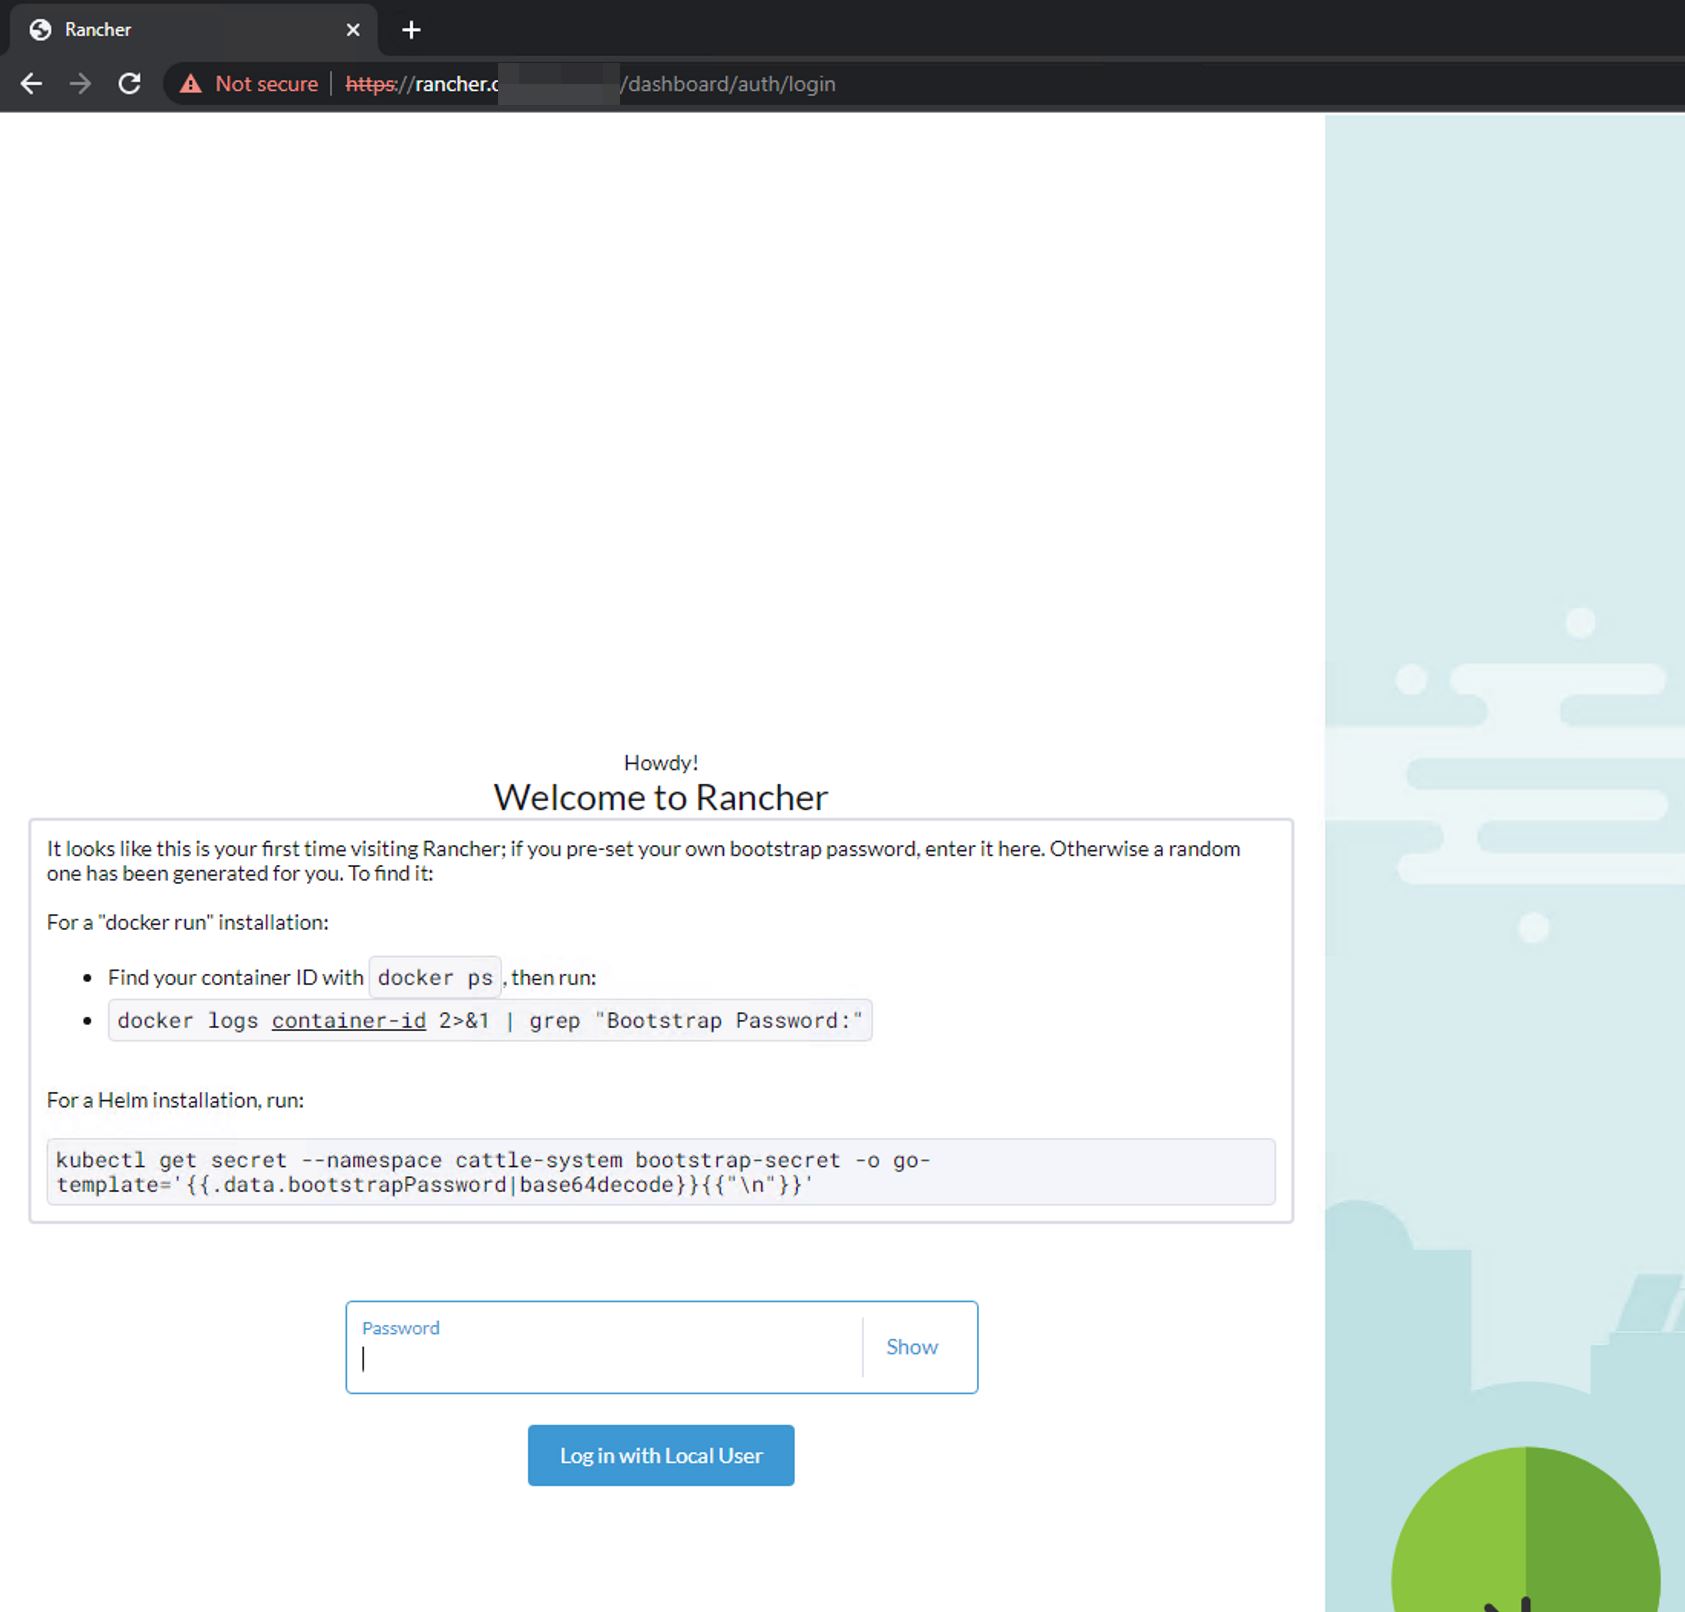 Rancher
Not secure
https://rancher.c
/dashboard/auth/login
Howdy!
Welcome to Rancher
It looks like this is your first time visiting Rancher; if you pre-set your own bootstrap password, enter it here. Otherwise a random
one has been generated for you. To find it:
For a "docker run" installation:
Find your container ID with docker ps, then run:
docker logs container-id 2>&1 | grep "Bootstrap Password:"
For a Helm installation, run:
kubectl get secret --namespace cattle-system bootstrap-secret -o go-
template='{{.data.bootstrapPassword|base64decode}}{{"\n"}}'
Password
Show
Log in with Local User